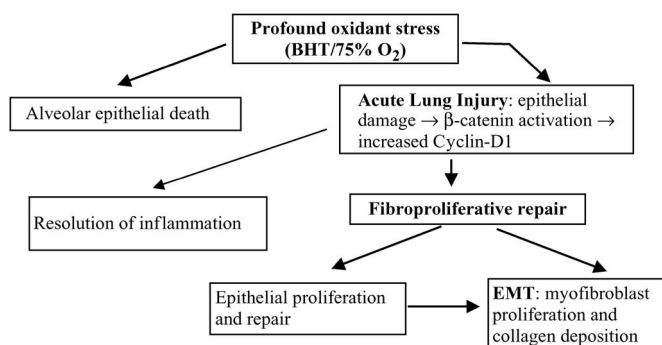 Profound oxidant stress
(BHT/75% O₂)
Alveolar epithelial death
Acute Lung Injury: epithelial
damage → β-catenin activation →
increased Cyclin-D1
Resolution of inflammation
Fibroproliferative repair
Epithelial proliferation
and repair
EMT: myofibroblast
proliferation and
collagen deposition